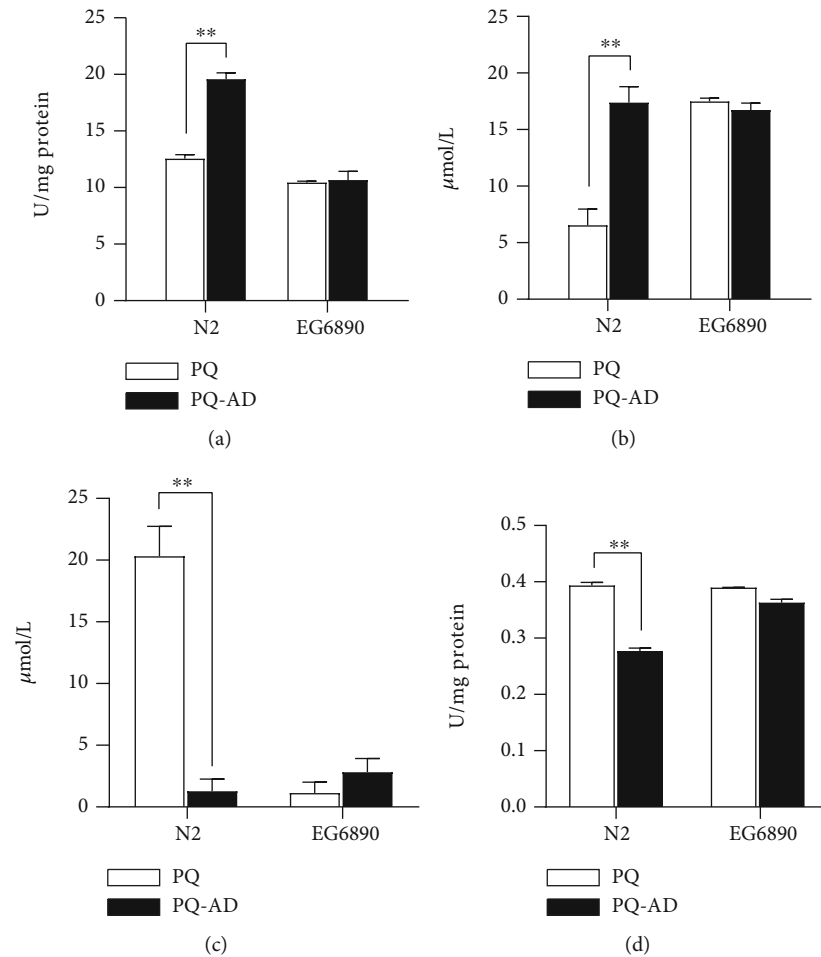 25
20
15
10
5
0
U/mg protein
**
N2
EG6890
PQ
PQ-AD
(a)
25
20
15
10
5
0
μmol/L
**
N2
EG6890
PQ
PQ-AD
(b)
25
20
15
10
5
0
μmol/L
**
N2
EG6890
PQ
PQ-AD
(c)
0.5
0.4
0.3
0.2
0.1
0.0
U/mg protein
**
N2
EG6890
PQ
PQ-AD
(d)